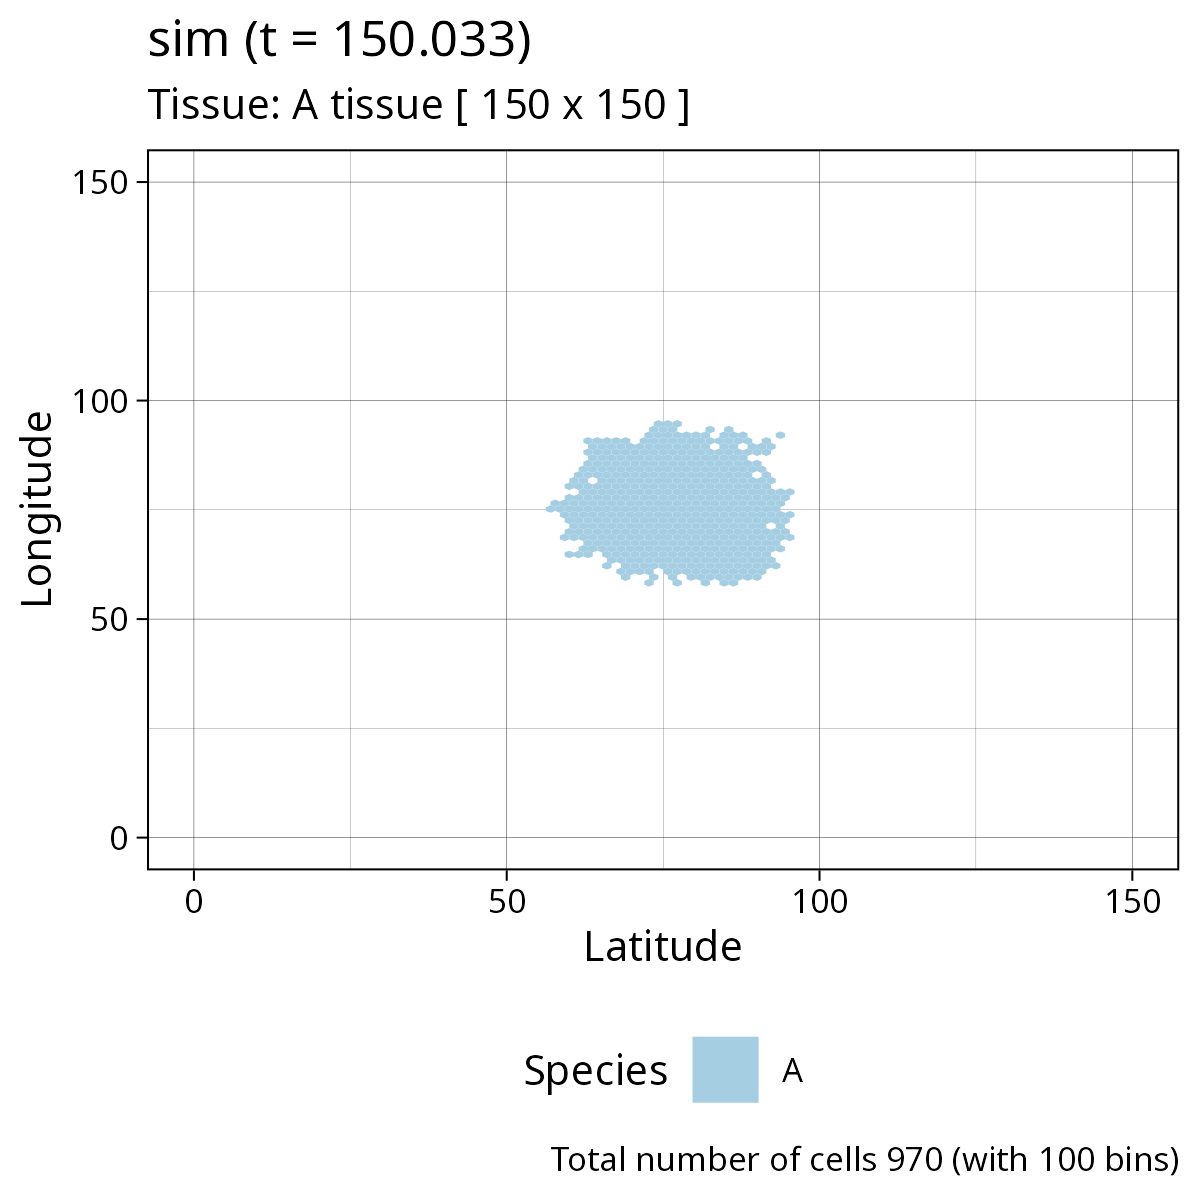 sim (t = 150.033)
Tissue: A tissue [ 150 x 150 ]
150
100
50
0
Longitude
0 50 100 150
Latitude
Species A
Total number of cells 970 (with 100 bins)